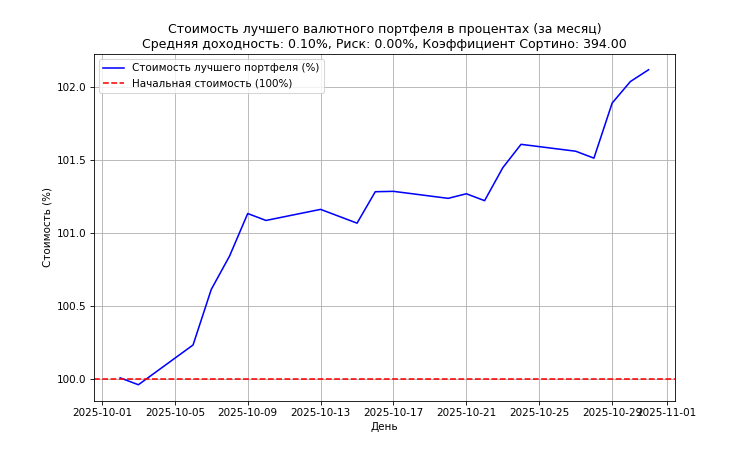 Стоимость лучшего валютного портфеля в процентах (за месяц)
Средняя доходность: 0.10%, Риск: 0.00%, Коэффициент Сортино: 394.00
Стоимость лучшего портфеля (%)
Начальная стоимость (100%)
Стоимость (%)
102.0
101.5
101.0
100.5
100.0
2025-10-01 2025-10-05 2025-10-09 2025-10-13 2025-10-17 2025-10-21 2025-10-25 2025-10-29 2025-11-01
День